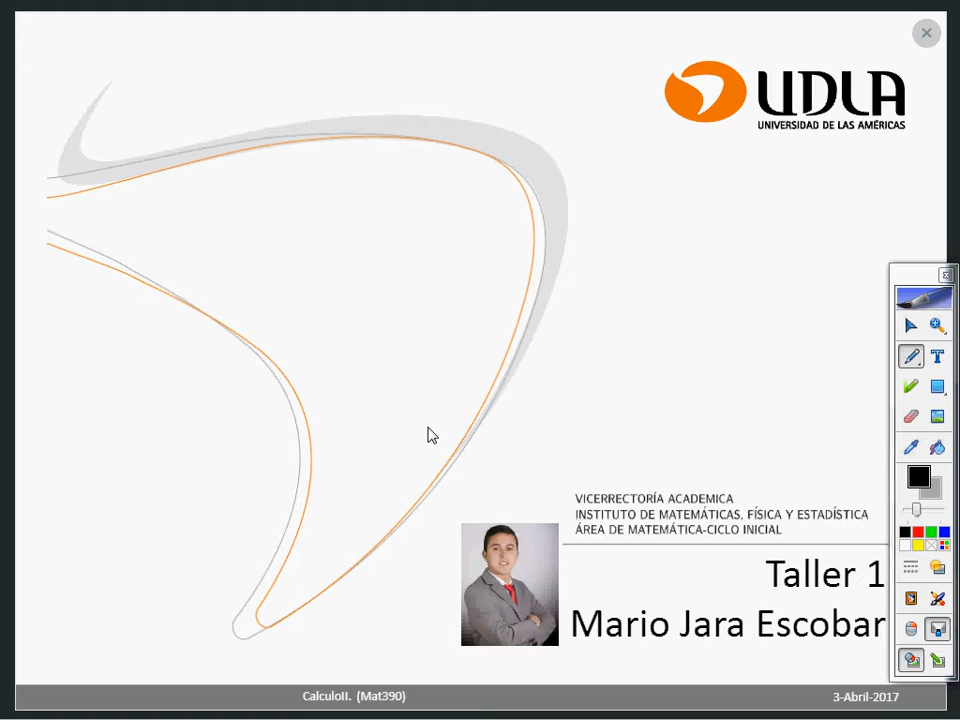 UDLA
UNIVERSIDAD DE LAS AMÉRICAS
VICERRECTORÍA ACADEMICA
INSTITUTO DE MATEMÁTICAS, FÍSICA Y ESTADÍSTICA
ÁREA DE MATEMÁTICA-CICLO INICIAL
Taller 1
Mario Jara Escobar
CalculoII. (Mat390)
3-Abril-2017